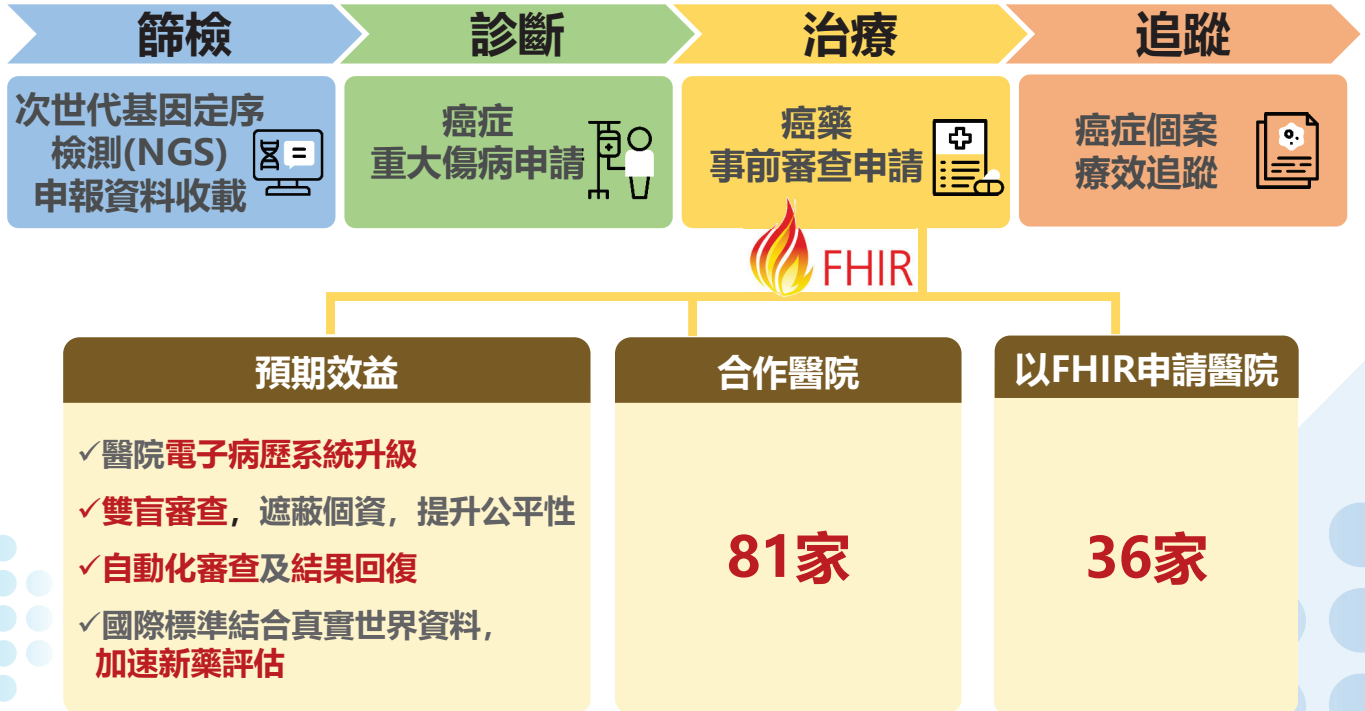 篩檢
診斷
治療
追蹤
次世代基因定序
檢測(NGS)
申報資料收載
癌症
重大傷病申請
癌藥
事前審查申請
癌症個案
療效追蹤
FHIR
預期效益
✓醫院電子病歷系統升級
✓雙盲審查，遮蔽個資，提升公平性
✓自動化審查及結果回復
✓國際標準結合真實世界資料，
加速新藥評估
合作醫院
81家
以FHIR申請醫院
36家